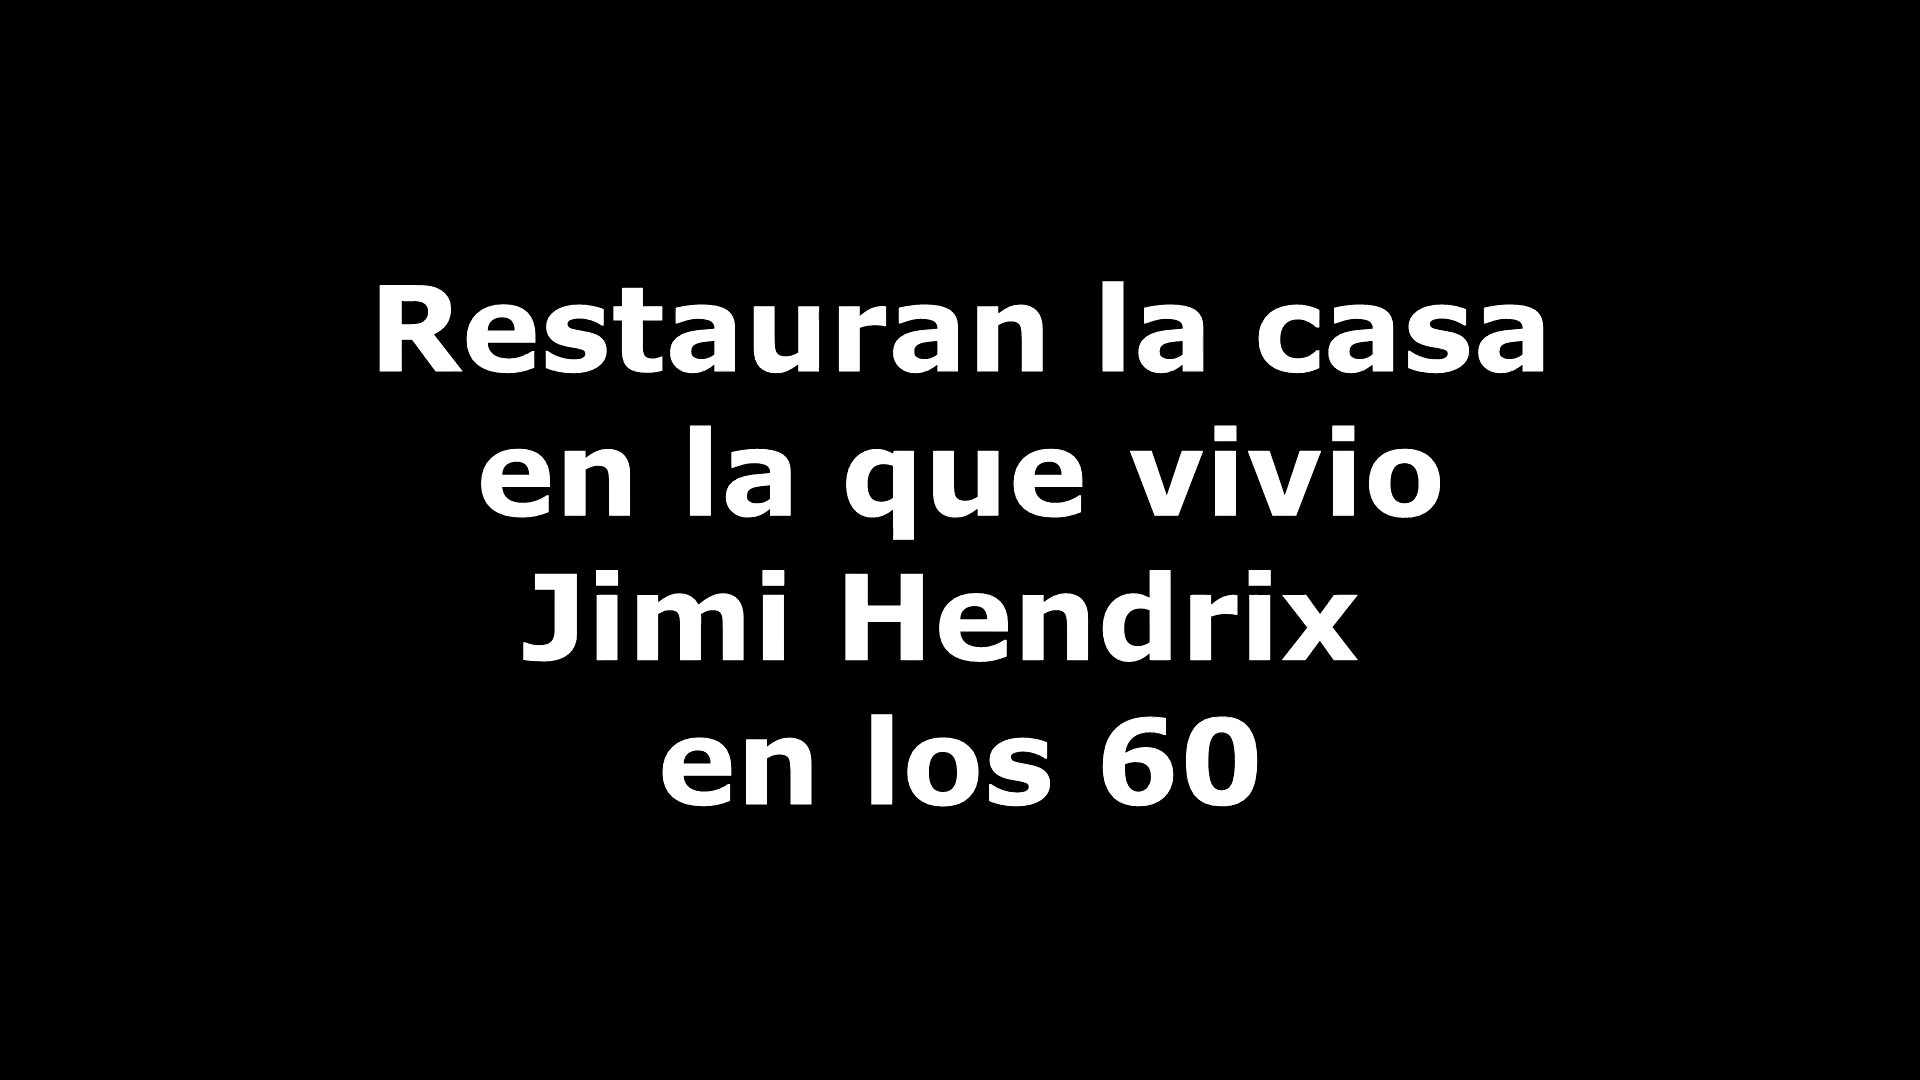 Restauran la casa
en la que vivio
Jimi Hendrix
en los 60